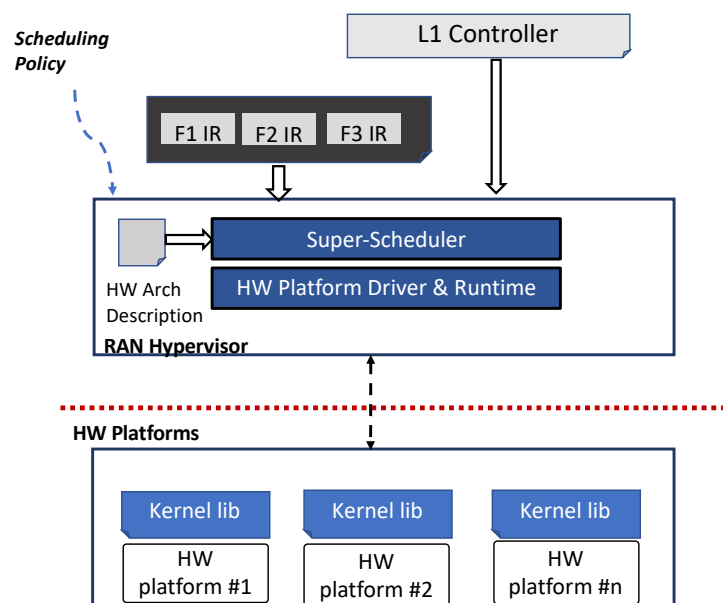 Scheduling
Policy
L1 Controller
F1 IR
F2 IR
F3 IR
Super-Scheduler
HW Platform Driver & Runtime
HW Arch
Description
RAN Hypervisor
HW Platforms
Kernel lib
Kernel lib
Kernel lib
HW
platform #1
HW
platform #2
HW
platform #n